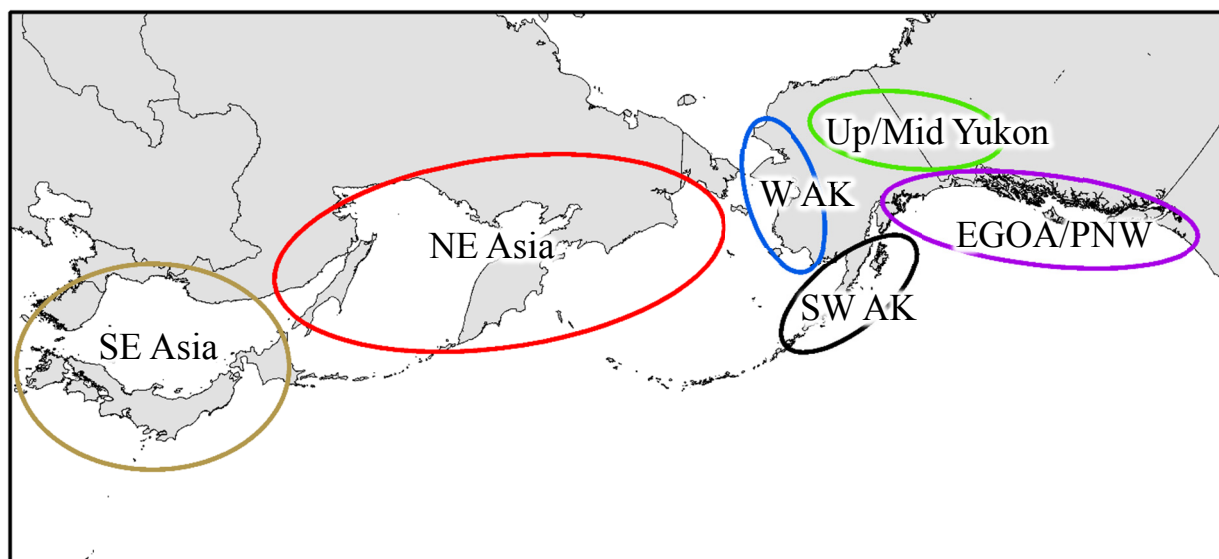 Up/Mid Yukon
W AK
NE Asia
EGOA/PNW
SW AK
SE Asia